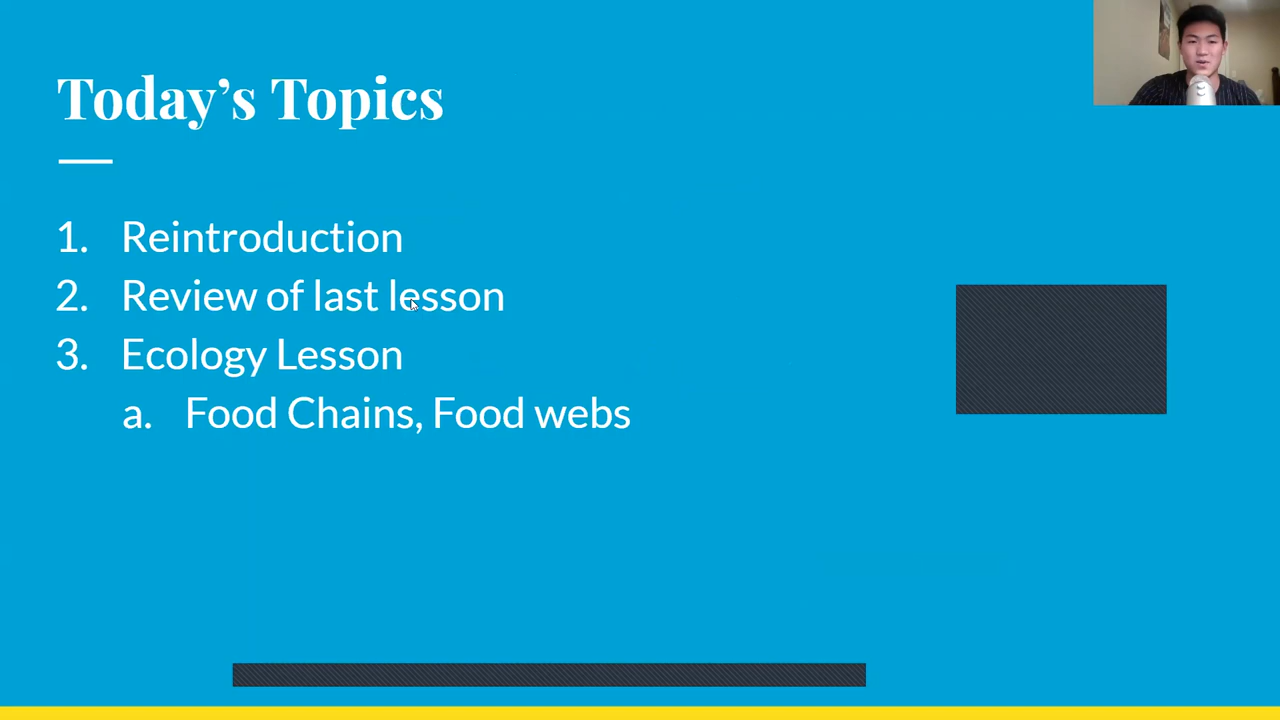 Today’s Topics
1. Reintroduction
2. Review of last lesson
3. Ecology Lesson
a. Food Chains, Food webs